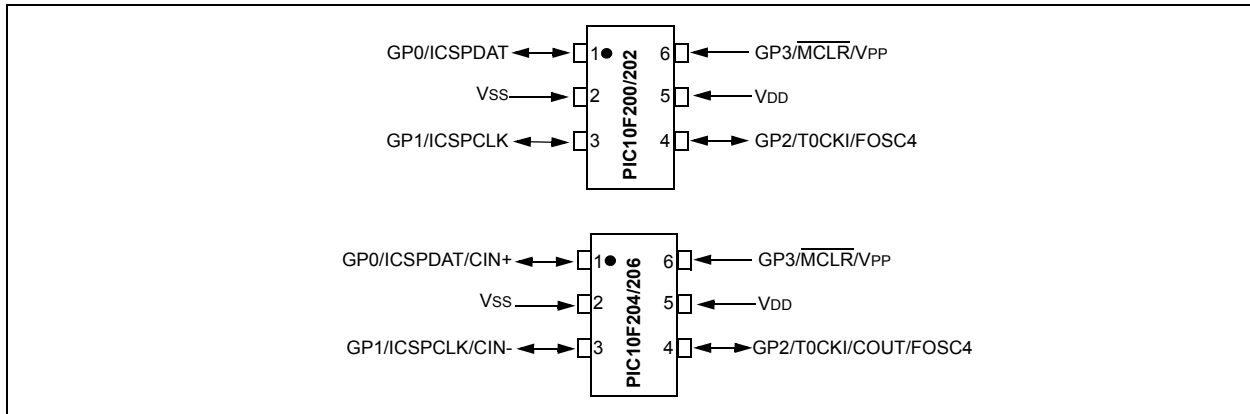 GP0/ICSPDAT 1 6 GP3/MCLR/VPP
VSS 2 5 VDD
GP1/ICSPCLK 3 4 GP2/T0CKI/FOSC4
PIC10F200/202
GP0/ICSPDAT/CIN+ 1 6 GP3/MCLR/VPP
VSS 2 5 VDD
GP1/ICSPCLK/CIN- 3 4 GP2/T0CKI/COUT/FOSC4
PIC10F204/206